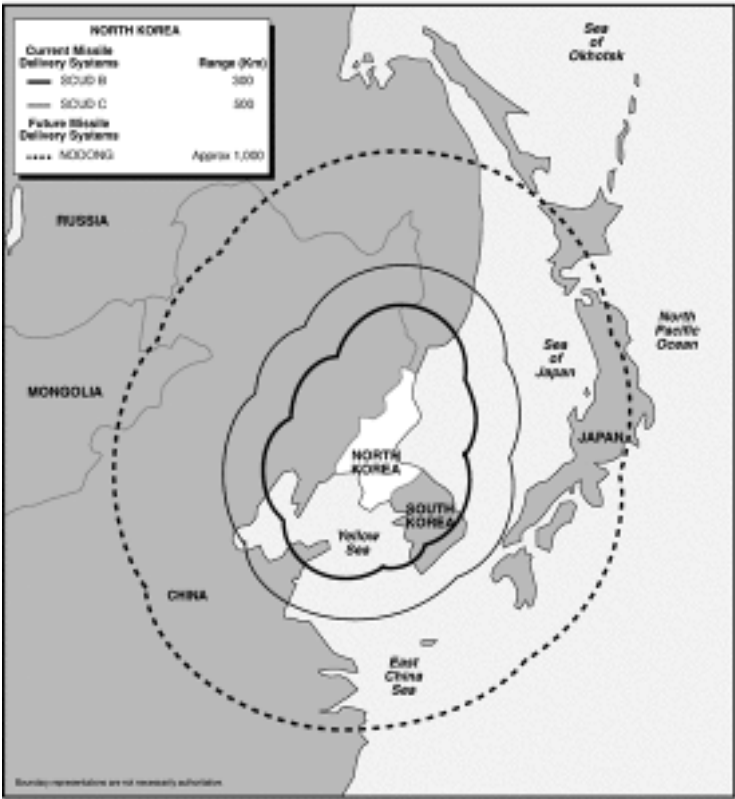 NORTH KOREA
Current Missile
Delivery Systems Range (Km)
SCUD B 300
SCUD C 500
Future Missile
Delivery Systems
NODONG Approx 1,000
Sea
of
Okhotsk
RUSSIA
North
Pacific
Ocean
Sea
of
Japan
MONGOLIA
JAPAN
NORTH
KOREA
SOUTH
KOREA
Yellow
Sea
CHINA
East
China
Sea
Boundary representations are not necessarily authoritative